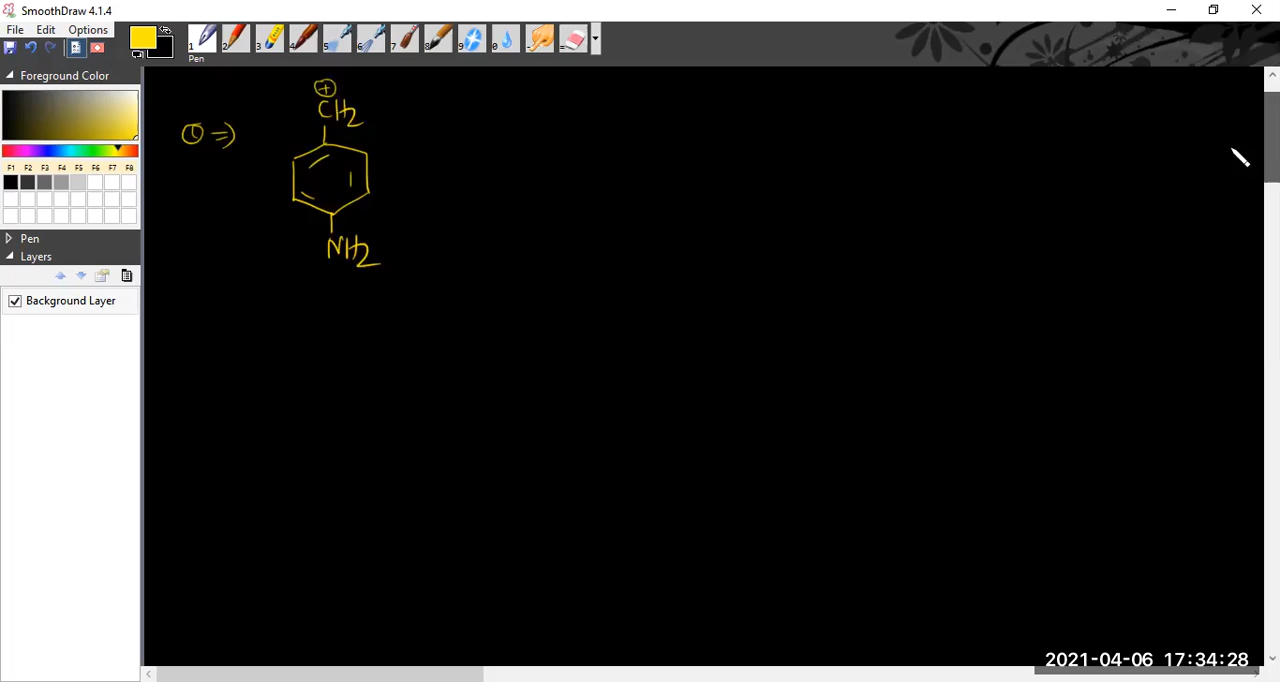 SmoothDraw 4.1.4
File Edit Options
1 2 3 4 5 6 7 8 9 0 - =
Pen
Foreground Color
F1 F2 F3 F4 F5 F6 F7 F8
Pen
Layers
Background Layer
⊕
CH2
① ⇒
NH2
2021-04-06 17:34:28